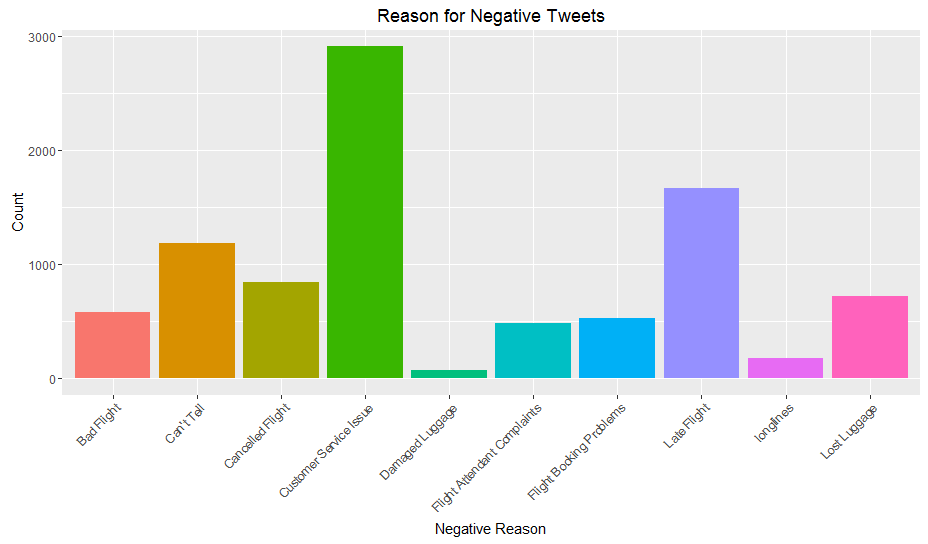 Reason for Negative Tweets
Count
3000
2000
1000
0
Bad Flight
Can't Tell
Cancelled Flight
Customer Service Issue
Damaged Luggage
Flight Attendant Complaints
Flight Booking Problems
Late Flight
longlines
Lost Luggage
Negative Reason